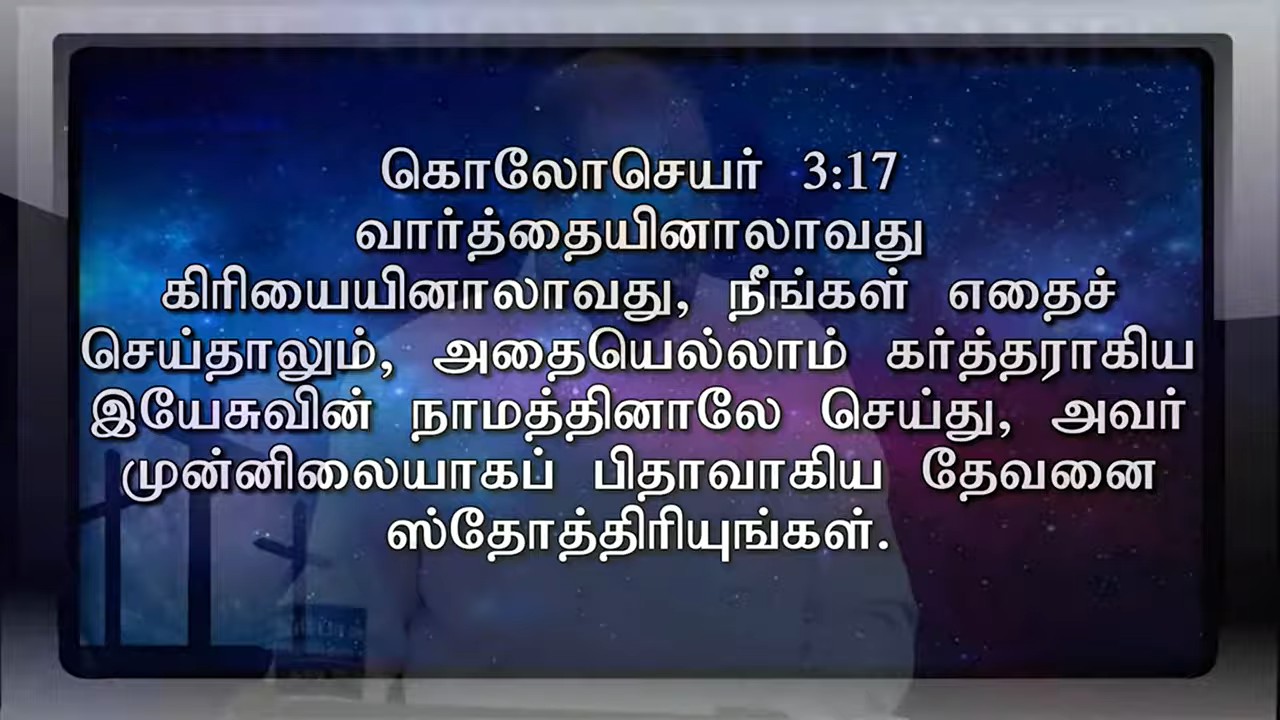 கொலோசெயர் 3:17
வார்த்தையினாலாவது
கிரியையினாலாவது, நீங்கள் எதைச்
செய்தாலும், அதையெல்லாம் கர்த்தராகிய
இயேசுவின் நாமத்தினாலே செய்து, அவர்
முன்னிலையாகப் பிதாவாகிய தேவனை
ஸ்தோத்திரியுங்கள்.